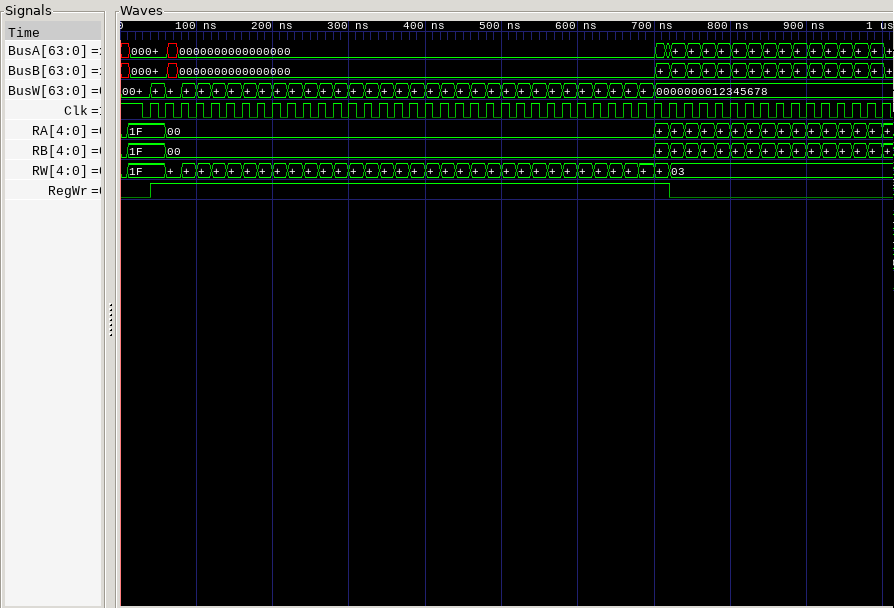 Signals
Waves
Time
0 100 ns 200 ns 300 ns 400 ns 500 ns 600 ns 700 ns 800 ns 900 ns 1 us
BusA[63:0] = 000+ 0000000000000000 + + + + + + + + + + + + + + +
BusB[63:0] = 000+ 0000000000000000 + + + + + + + + + + + + + + + +
BusW[63:0] = 00+ + + + + + + + + + + + + + + + + + + + + + + + + + + + + + + + + + 0000000012345678
Clk =
RA[4:0] = 1F 00 + + + + + + + + + + + + + + +
RB[4:0] = 1F 00 + + + + + + + + + + + + + + + +
RW[4:0] = 1F + + + + + + + + + + + + + + + + + + + + + + + + + + + + + + + + + 03
RegWr =